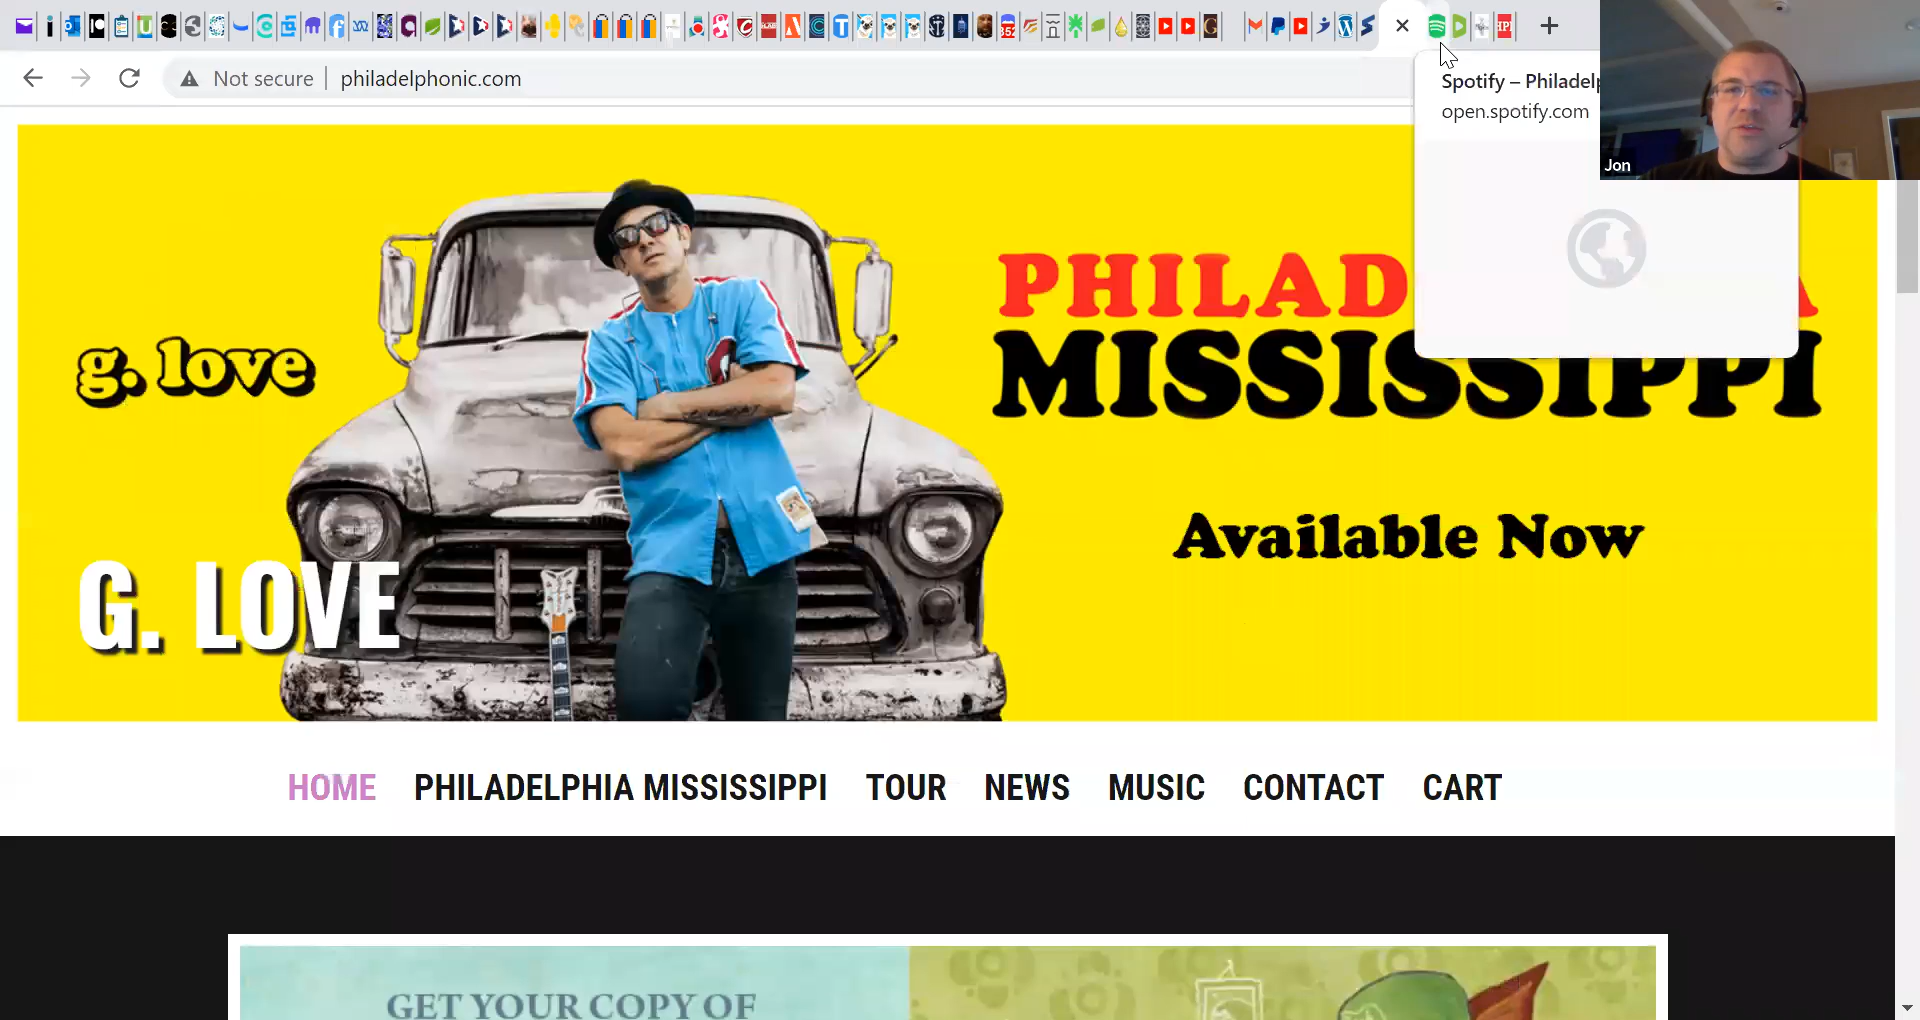 Not secure | philadelphonic.com
Spotify – Philadelp
open.spotify.com
Jon
g. love
PHILAD
MISSISSIPPI
Available Now
G. LOVE
HOME PHILADELPHIA MISSISSIPPI TOUR NEWS MUSIC CONTACT CART
GET YOUR COPY OF